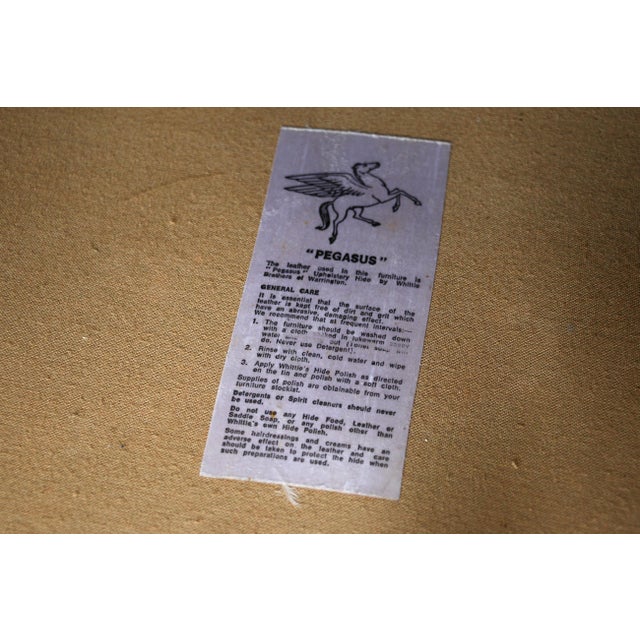 "PEGASUS"
The leather used in this furniture is
"Pegasus" Upholstery Hide by Whittle
Brothers of Warrington.
GENERAL CARE
It is essential that the surface of the
leather is kept free of dirt and grit which
have an abrasive, damaging effect.
We recommend that at frequent intervals:—
1. The furniture should be washed down
with a cloth soaked in lukewarm soapy
do. Never use Detergent).
2. Rinse with clean, cold water and wipe
with dry cloth.
3. Apply Whittle's Hide Polish as directed
on the tin and polish with a soft cloth.
Supplies of polish are obtainable from your
furniture stockist.
Detergents or Spirit cleaners should never
be used.
Do not use any Hide Food, Leather or
Saddle Soap, or any polish other than
Whittle's own Hide Polish.
Some hairdressings and creams have an
adverse effect on the leather and care
should be taken to protect the hide when
such preparations are used.